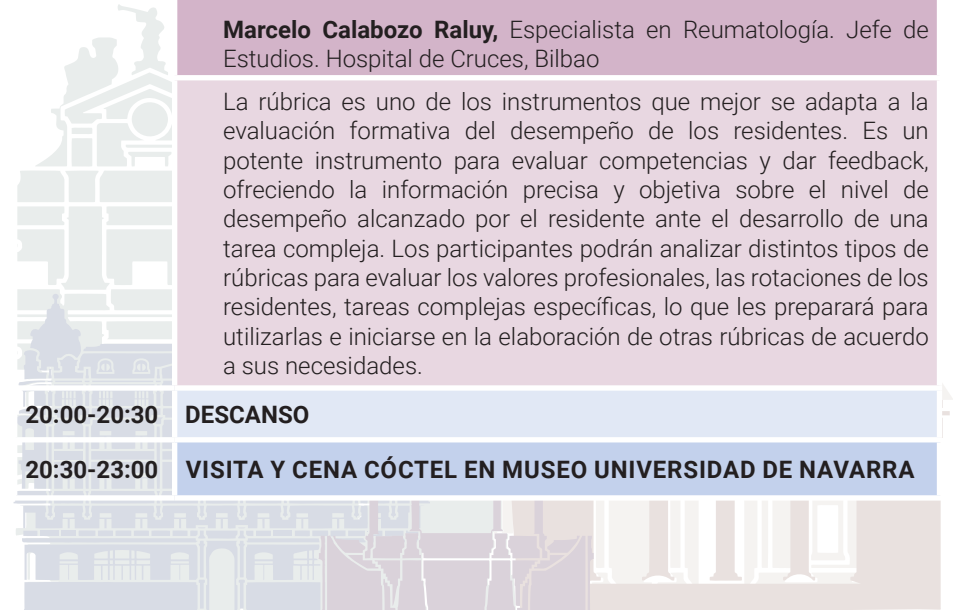 Marcelo Calabozo Raluy, Especialista en Reumatología. Jefe de
Estudios. Hospital de Cruces, Bilbao
La rúbrica es uno de los instrumentos que mejor se adapta a la
evaluación formativa del desempeño de los residentes. Es un
potente instrumento para evaluar competencias y dar feedback,
ofreciendo la información precisa y objetiva sobre el nivel de
desempeño alcanzado por el residente ante el desarrollo de una
tarea compleja. Los participantes podrán analizar distintos tipos de
rúbricas para evaluar los valores profesionales, las rotaciones de los
residentes, tareas complejas específicas, lo que les preparará para
utilizarlas e iniciarse en la elaboración de otras rúbricas de acuerdo
a sus necesidades.
20:00-20:30 DESCANSO
20:30-23:00 VISITA Y CENA CÓCTEL EN MUSEO UNIVERSIDAD DE NAVARRA